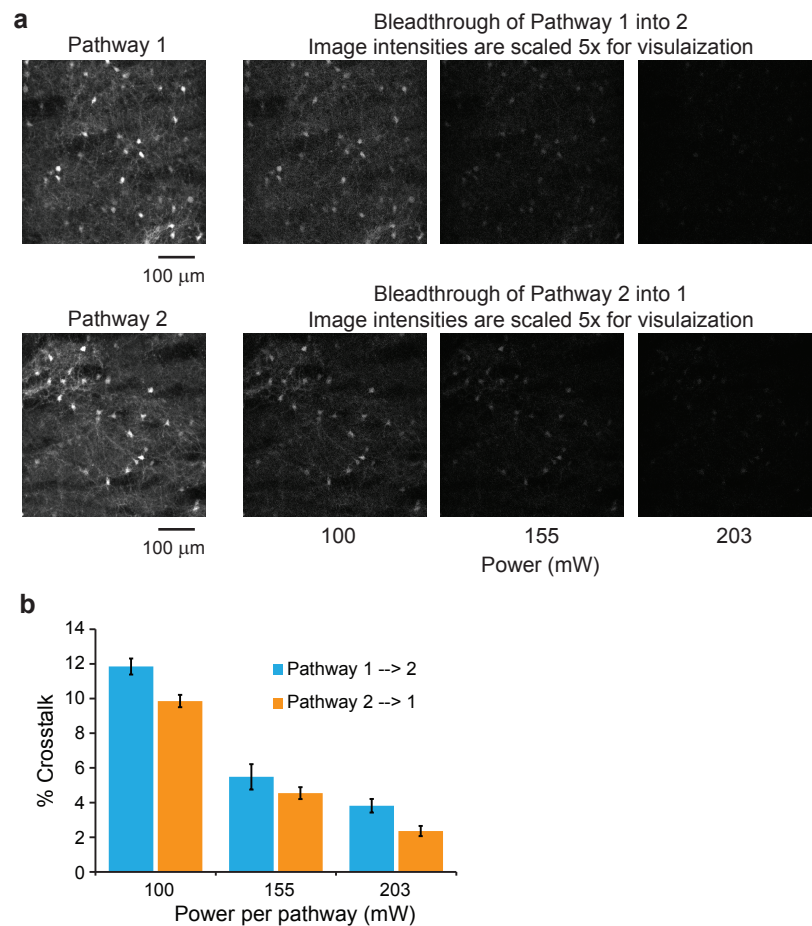 a
Pathway 1
Bleadthrough of Pathway 1 into 2
Image intensities are scaled 5x for visulaization
100 μm
Pathway 2
Bleadthrough of Pathway 2 into 1
Image intensities are scaled 5x for visulaization
100 μm
100 155 203
Power (mW)
b
14
12
10
8
6
4
2
0
% Crosstalk
Pathway 1 --> 2
Pathway 2 --> 1
100 155 203
Power per pathway (mW)